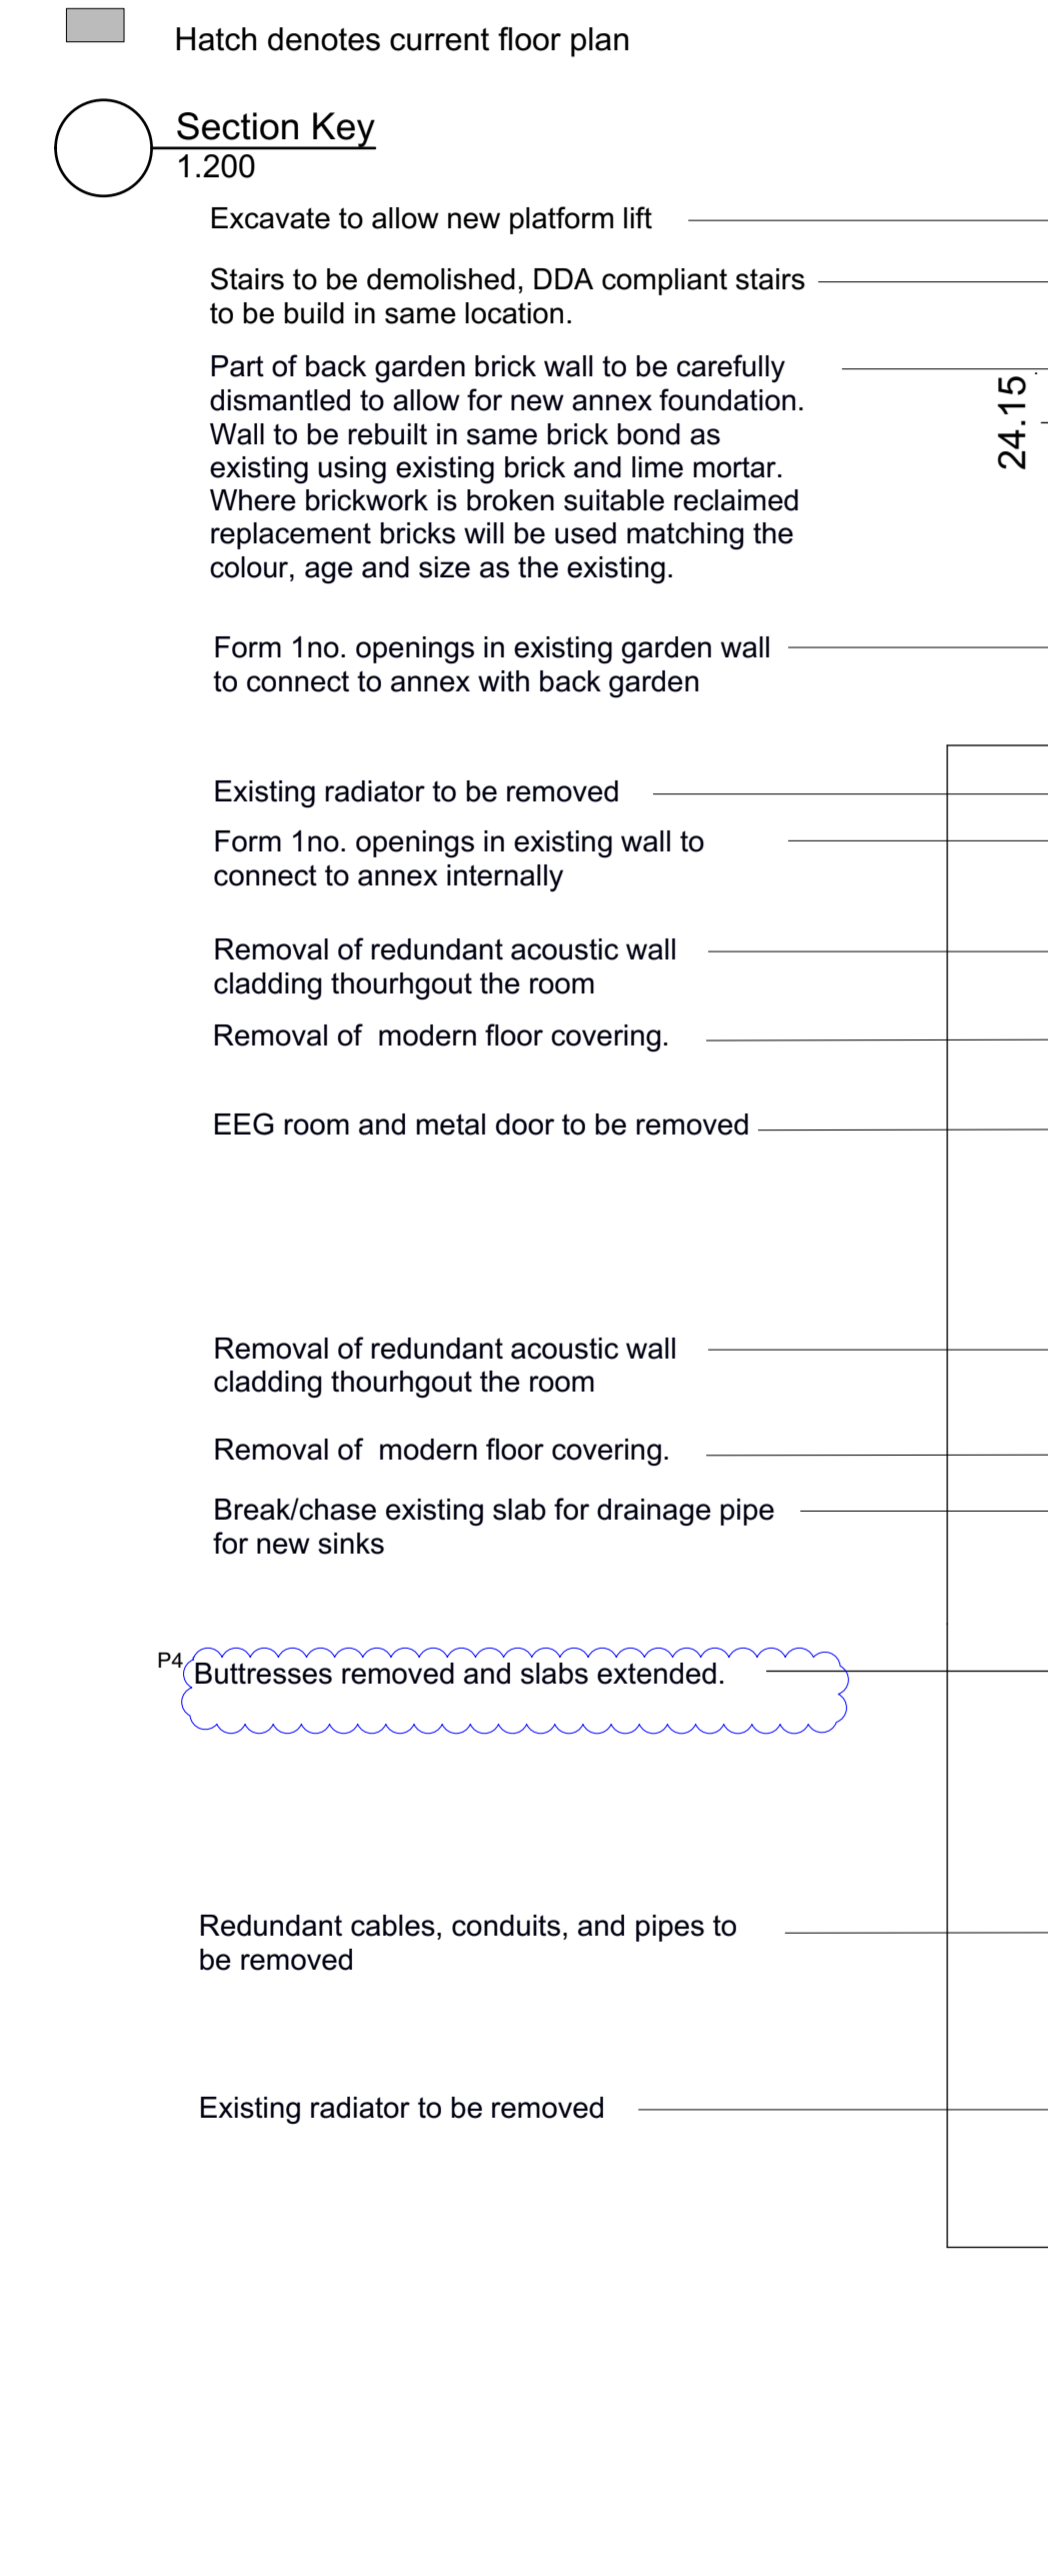 Hatch denotes current floor plan
Section Key
1.200
Excavate to allow new platform lift
Stairs to be demolished, DDA compliant stairs
to be build in same location.
Part of back garden brick wall to be carefully
dismantled to allow for new annex foundation.
Wall to be rebuilt in same brick bond as
existing using existing brick and lime mortar.
Where brickwork is broken suitable reclaimed
replacement bricks will be used matching the
colour, age and size as the existing.
24.15
Form 1no. openings in existing garden wall
to connect to annex with back garden
Existing radiator to be removed
Form 1no. openings in existing wall to
connect to annex internally
Removal of redundant acoustic wall
cladding thourhgout the room
Removal of  modern floor covering.
EEG room and metal door to be removed
Removal of redundant acoustic wall
cladding thourhgout the room
Removal of  modern floor covering.
Break/chase existing slab for drainage pipe
for new sinks
P4
Buttresses removed and slabs extended.
Redundant cables, conduits, and pipes to
be removed
Existing radiator to be removed